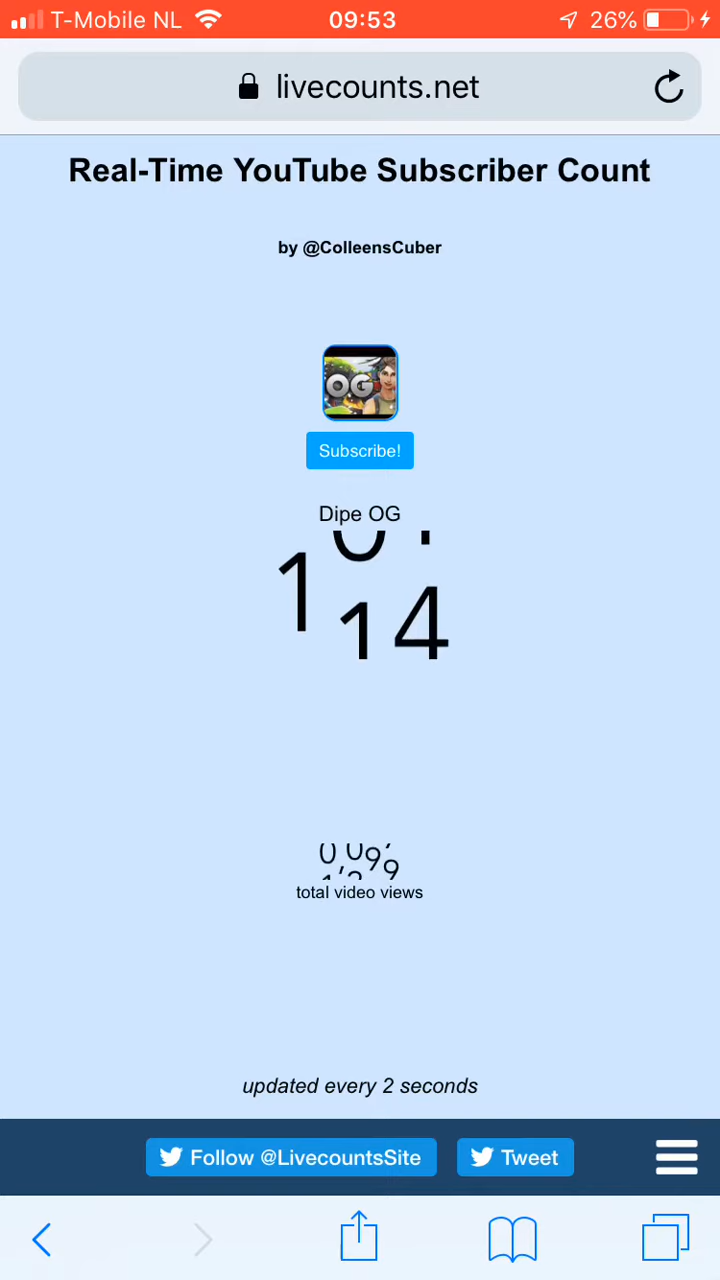 T-Mobile NL 09:53 26%
livecounts.net
Real-Time YouTube Subscriber Count
by @ColleensCuber
OG
Subscribe!
Dipe OG
114
total video views
updated every 2 seconds
Follow @LivecountsSite Tweet